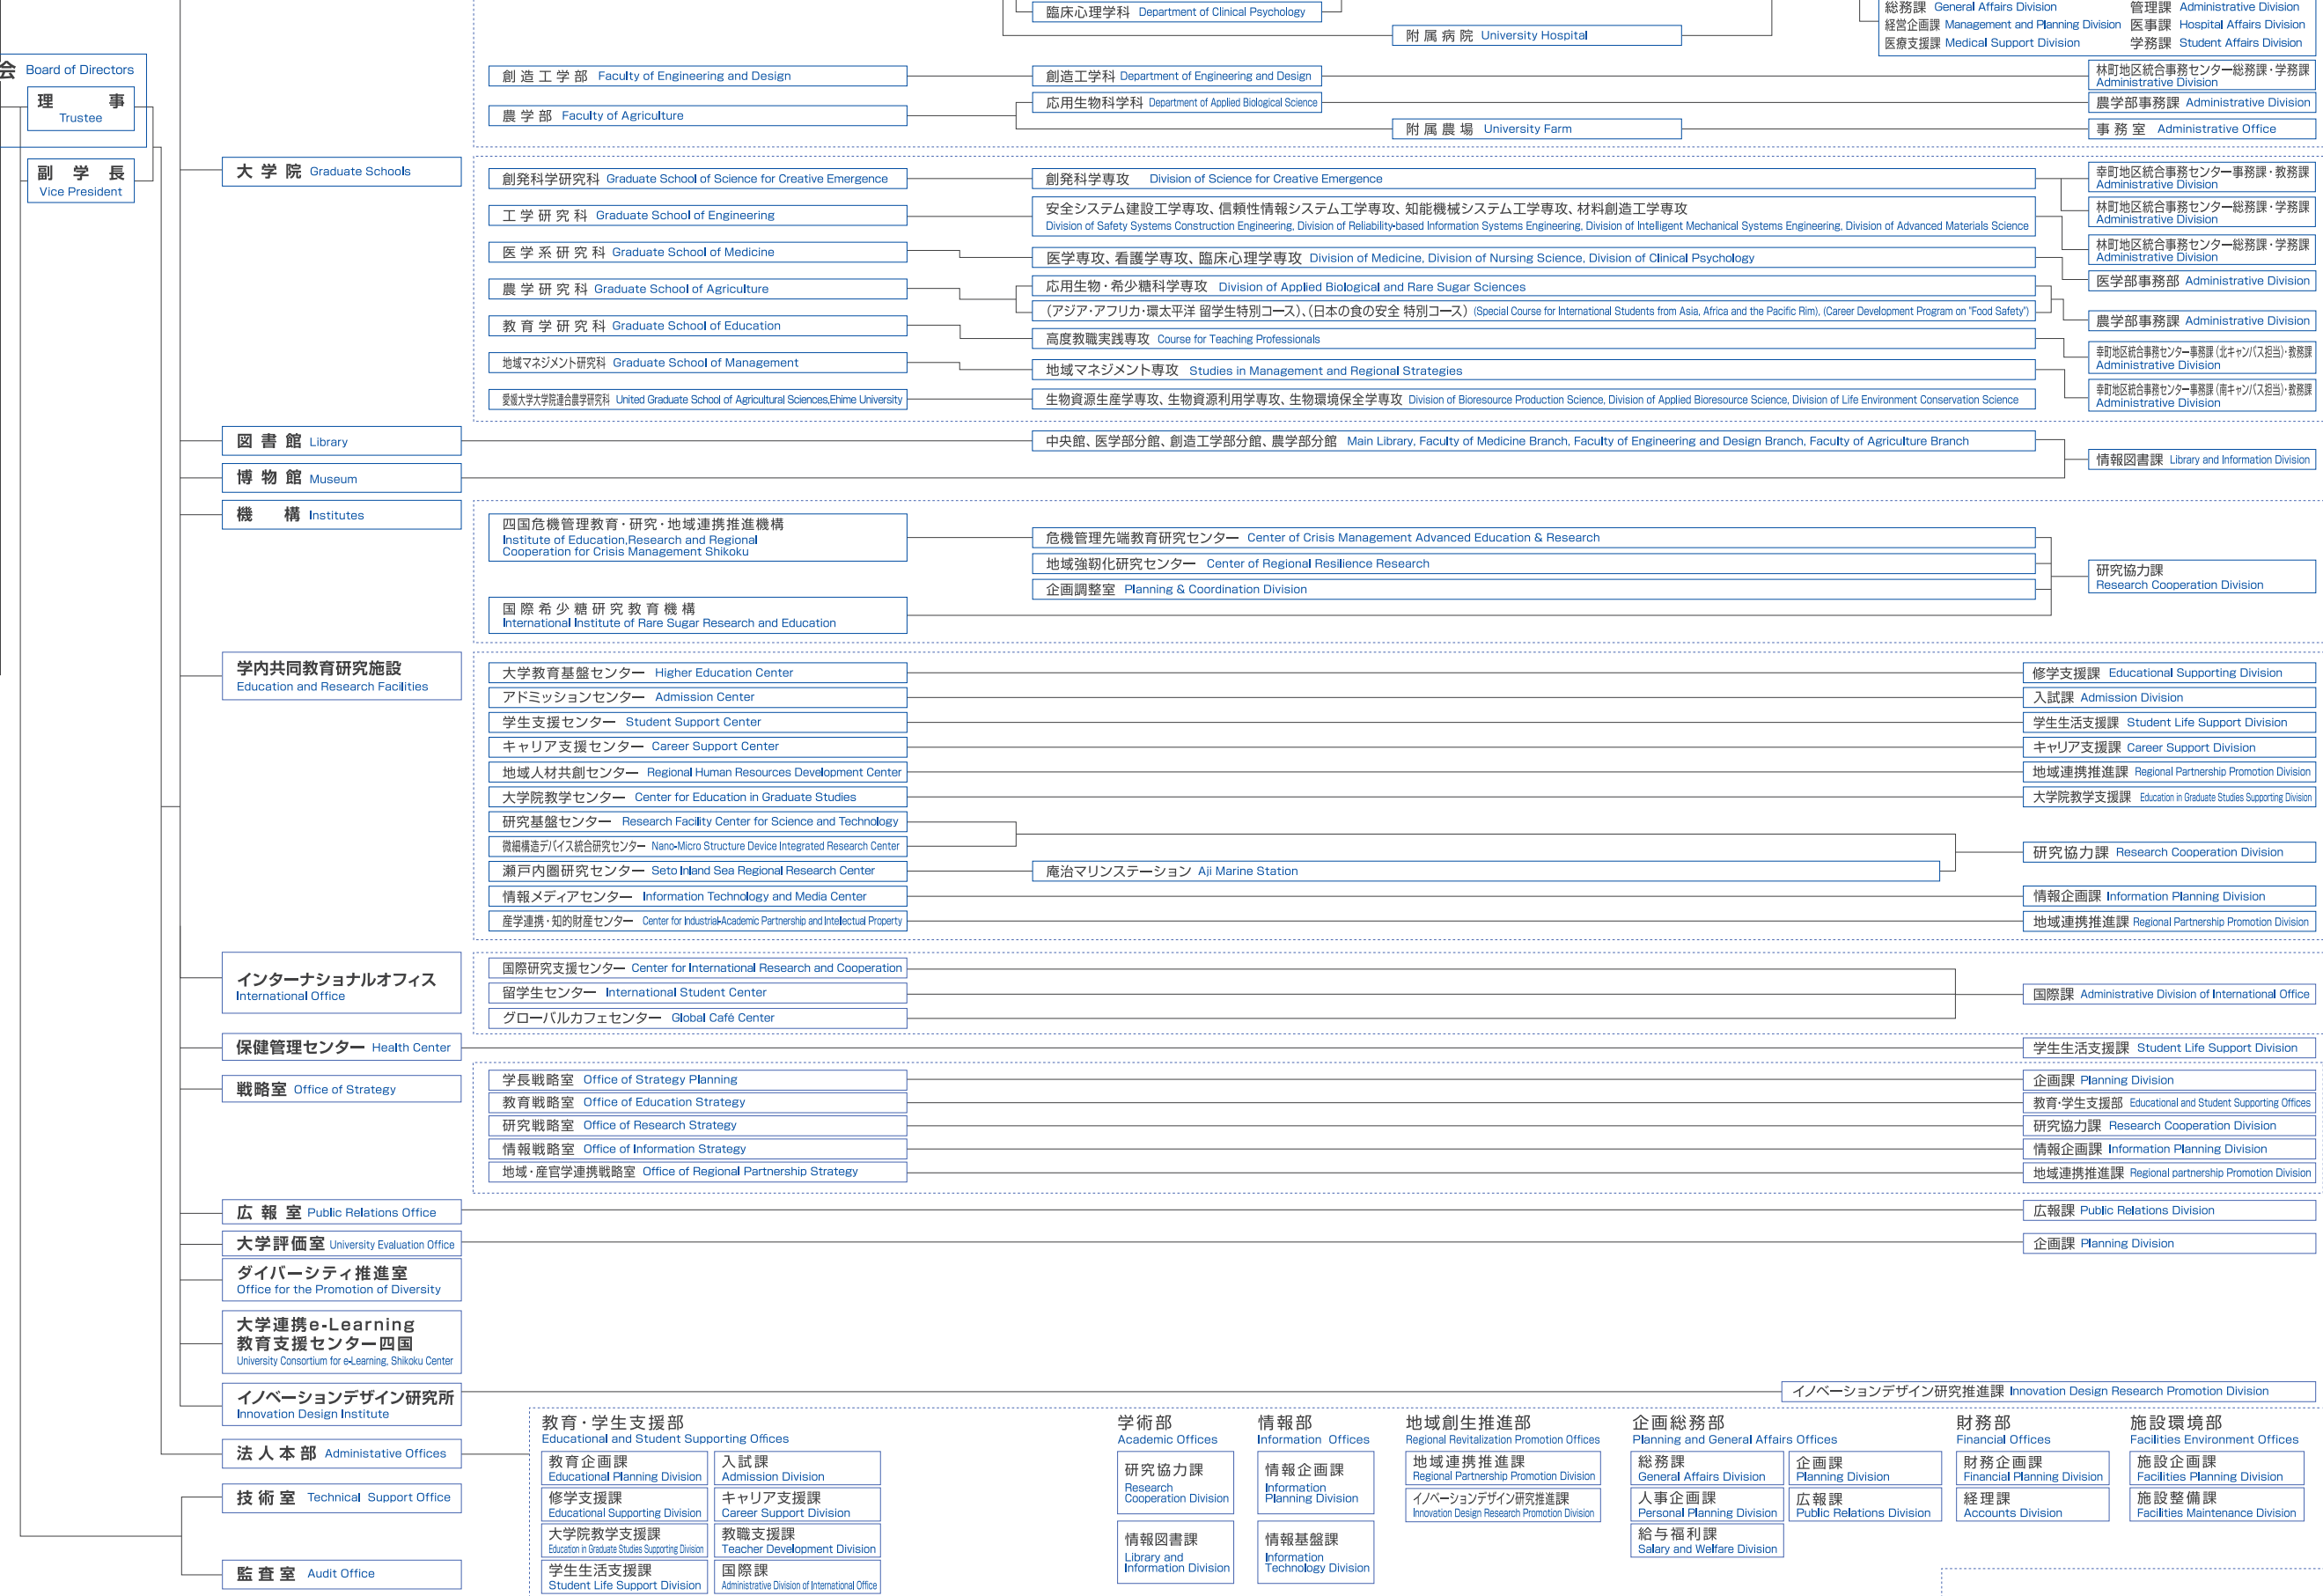 臨床心理学科 Department of Clinical Psychology
附属病院 University Hospital
総務課 General Affairs Division 管理課 Administrative Division
経営企画課 Management and Planning Division 医事課 Hospital Affairs Division
医療支援課 Medical Support Division 学務課 Student Affairs Division
会 Board of Directors
理事
Trustee
副学長
Vice President
創造工学部 Faculty of Engineering and Design
創造工学科 Department of Engineering and Design
林町地区統合事務センター総務課・学務課
Administrative Division
農学部 Faculty of Agriculture
応用生物科学科 Department of Applied Biological Science
農学部事務課 Administrative Division
附属農場 University Farm
事務室 Administrative Office
大学院 Graduate Schools
創発科学研究科 Graduate School of Science for Creative Emergence
創発科学専攻 Division of Science for Creative Emergence
幸町地区統合事務センター事務課・教務課
Administrative Division
林町地区統合事務センター総務課・学務課
Administrative Division
工学研究科 Graduate School of Engineering
安全システム建設工学専攻、信頼性情報システム工学専攻、知能機械システム工学専攻、材料創造工学専攻
Division of Safety Systems Construction Engineering, Division of Reliability-based Information Systems Engineering, Division of Intelligent Mechanical Systems Engineering, Division of Advanced Materials Science
林町地区統合事務センター総務課・学務課
Administrative Division
医学系研究科 Graduate School of Medicine
医学専攻、看護学専攻、臨床心理学専攻 Division of Medicine, Division of Nursing Science, Division of Clinical Psychology
医学部事務部 Administrative Division
農学研究科 Graduate School of Agriculture
応用生物・希少糖科学専攻 Division of Applied Biological and Rare Sugar Sciences
(アジア・アフリカ・環太平洋 留学生特別コース)、(日本の食の安全 特別コース) (Special Course for International Students from Asia, Africa and the Pacific Rim), (Career Development Program on "Food Safety")
農学部事務課 Administrative Division
教育学研究科 Graduate School of Education
高度教職実践専攻 Course for Teaching Professionals
幸町地区統合事務センター事務課(北キャンパス担当)・教務課
Administrative Division
地域マネジメント研究科 Graduate School of Management
地域マネジメント専攻 Studies in Management and Regional Strategies
幸町地区統合事務センター事務課(南キャンパス担当)・教務課
Administrative Division
愛媛大学大学院連合農学研究科 United Graduate School of Agricultural Sciences,Ehime University
生物資源生産学専攻、生物資源利用学専攻、生物環境保全学専攻 Division of Bioresource Production Science, Division of Applied Bioresource Science, Division of Life Environment Conservation Science
図書館 Library
中央館、医学部分館、創造工学部分館、農学部分館 Main Library, Faculty of Medicine Branch, Faculty of Engineering and Design Branch, Faculty of Agriculture Branch
情報図書課 Library and Information Division
博物館 Museum
機構 Institutes
四国危機管理教育・研究・地域連携推進機構
Institute of Education,Research and Regional
Cooperation for Crisis Management Shikoku
危機管理先端教育研究センター Center of Crisis Management Advanced Education & Research
地域強靭化研究センター Center of Regional Resilience Research
企画調整室 Planning & Coordination Division
研究協力課
Research Cooperation Division
国際希少糖研究教育機構
International Institute of Rare Sugar Research and Education
学内共同教育研究施設
Education and Research Facilities
大学教育基盤センター Higher Education Center
修学支援課 Educational Supporting Division
アドミッションセンター Admission Center
入試課 Admission Division
学生支援センター Student Support Center
学生生活支援課 Student Life Support Division
キャリア支援センター Career Support Center
キャリア支援課 Career Support Division
地域人材共創センター Regional Human Resources Development Center
地域連携推進課 Regional Partnership Promotion Division
大学院教学センター Center for Education in Graduate Studies
大学院教学支援課 Education in Graduate Studies Supporting Division
研究基盤センター Research Facility Center for Science and Technology
微細構造デバイス統合研究センター Nano-Micro Structure Device Integrated Research Center
研究協力課 Research Cooperation Division
瀬戸内圏研究センター Seto Inland Sea Regional Research Center
庵治マリンステーション Aji Marine Station
情報メディアセンター Information Technology and Media Center
情報企画課 Information Planning Division
産学連携・知的財産センター Center for Industrial-Academic Partnership and Intellectual Property
地域連携推進課 Regional Partnership Promotion Division
インターナショナルオフィス
International Office
国際研究支援センター Center for International Research and Cooperation
留学生センター International Student Center
国際課 Administrative Division of International Office
グローバルカフェセンター Global Café Center
保健管理センター Health Center
学生生活支援課 Student Life Support Division
戦略室 Office of Strategy
学長戦略室 Office of Strategy Planning
企画課 Planning Division
教育戦略室 Office of Education Strategy
教育・学生支援部 Educational and Student Supporting Offices
研究戦略室 Office of Research Strategy
研究協力課 Research Cooperation Division
情報戦略室 Office of Information Strategy
情報企画課 Information Planning Division
地域・産官学連携戦略室 Office of Regional Partnership Strategy
地域連携推進課 Regional partnership Promotion Division
広報室 Public Relations Office
広報課 Public Relations Division
大学評価室 University Evaluation Office
企画課 Planning Division
ダイバーシティ推進室
Office for the Promotion of Diversity
大学連携e-Learning
教育支援センター四国
University Consortium for e-Learning, Shikoku Center
イノベーションデザイン研究所
Innovation Design Institute
イノベーションデザイン研究推進課 Innovation Design Research Promotion Division
法人本部 Administative Offices
技術室 Technical Support Office
監査室 Audit Office
教育・学生支援部
Educational and Student Supporting Offices
教育企画課
Educational Planning Division
入試課
Admission Division
修学支援課
Educational Supporting Division
キャリア支援課
Career Support Division
大学院教学支援課
Education in Graduate Studies Supporting Division
教職支援課
Teacher Development Division
学生生活支援課
Student Life Support Division
国際課
Administrative Division of International Office
学術部
Academic Offices
研究協力課
Research
Cooperation Division
情報図書課
Library and
Information Division
情報部
Information Offices
情報企画課
Information
Planning Division
情報基盤課
Information
Technology Division
地域創生推進部
Regional Revitalization Promotion Offices
地域連携推進課
Regional Partnership Promotion Division
イノベーションデザイン研究推進課
Innovation Design Research Promotion Division
企画総務部
Planning and General Affairs Offices
総務課
General Affairs Division
企画課
Planning Division
人事企画課
Personal Planning Division
広報課
Public Relations Division
給与福利課
Salary and Welfare Division
財務部
Financial Offices
財務企画課
Financial Planning Division
経理課
Accounts Division
施設環境部
Facilities Environment Offices
施設企画課
Facilities Planning Division
施設整備課
Facilities Maintenance Division